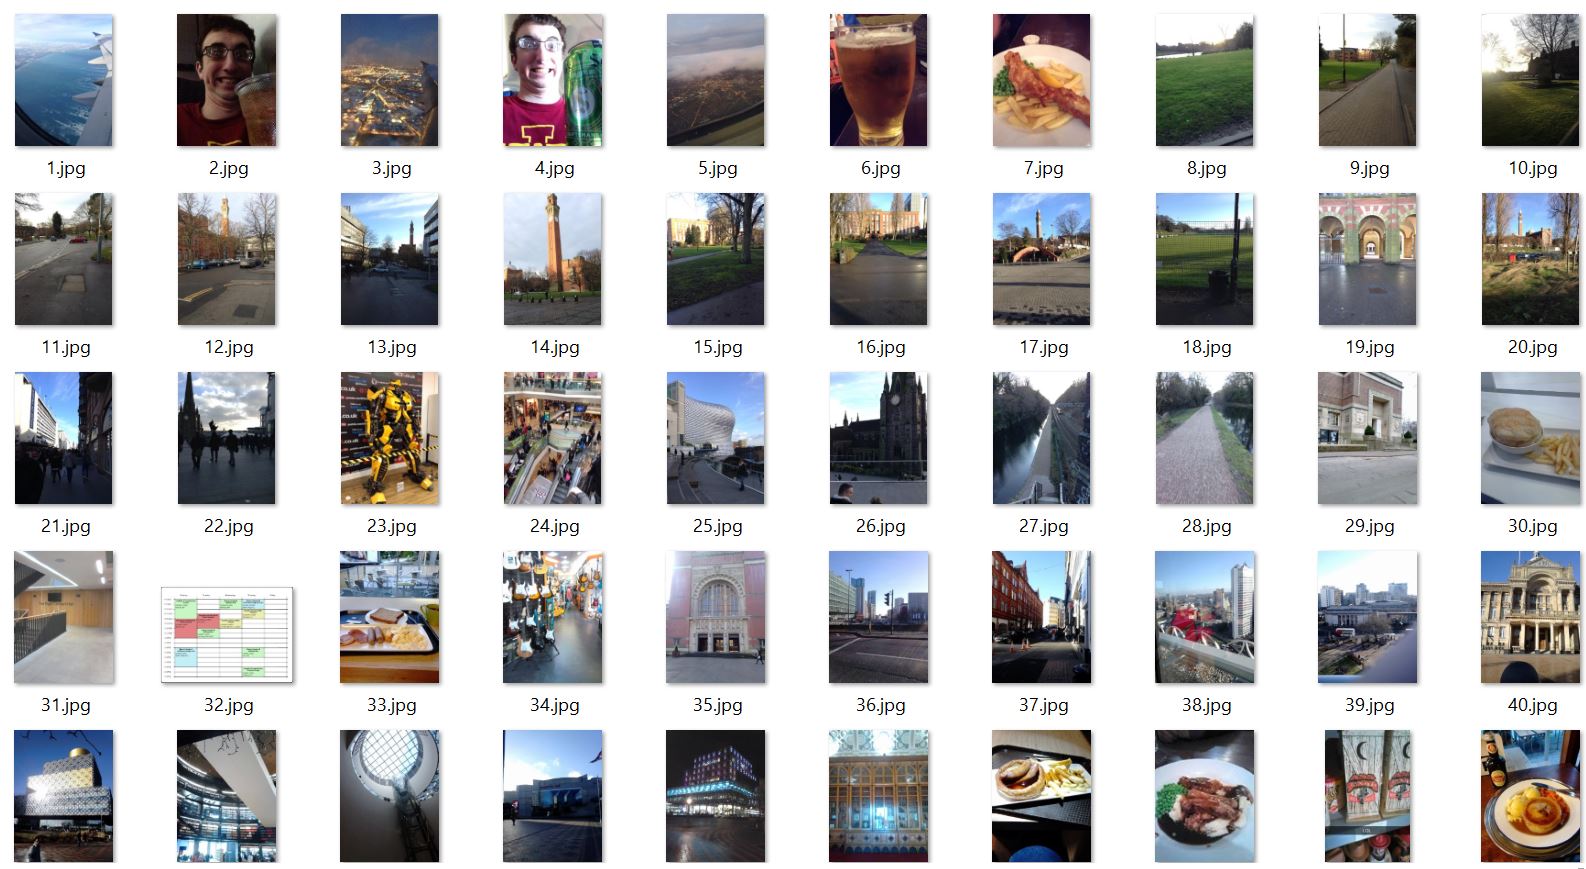 1.jpg 2.jpg 3.jpg 4.jpg 5.jpg 6.jpg 7.jpg 8.jpg 9.jpg 10.jpg
11.jpg 12.jpg 13.jpg 14.jpg 15.jpg 16.jpg 17.jpg 18.jpg 19.jpg 20.jpg
21.jpg 22.jpg 23.jpg 24.jpg 25.jpg 26.jpg 27.jpg 28.jpg 29.jpg 30.jpg
31.jpg 32.jpg 33.jpg 34.jpg 35.jpg 36.jpg 37.jpg 38.jpg 39.jpg 40.jpg